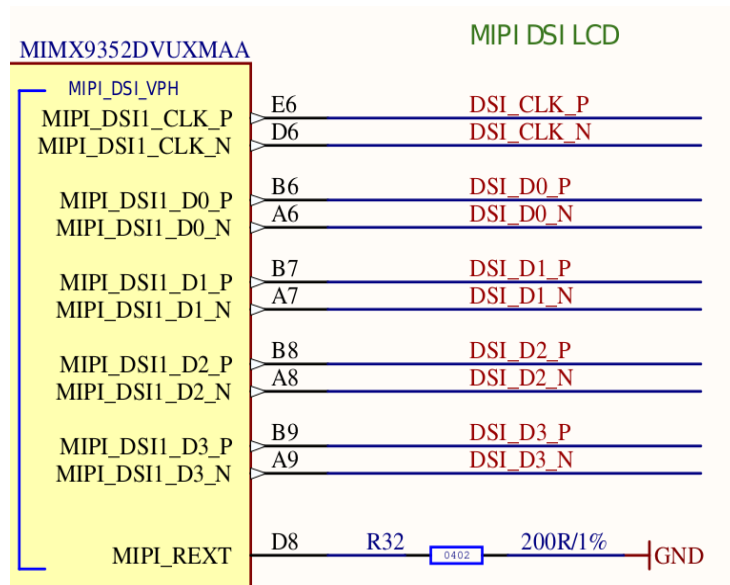 MIPI DSI LCD
MIMX9352DVUXMAA
MIPI_DSI_VPH
MIPI_DSI1_CLK_P E6 DSI_CLK_P
MIPI_DSI1_CLK_N D6 DSI_CLK_N
MIPI_DSI1_D0_P B6 DSI_D0_P
MIPI_DSI1_D0_N A6 DSI_D0_N
MIPI_DSI1_D1_P B7 DSI_D1_P
MIPI_DSI1_D1_N A7 DSI_D1_N
MIPI_DSI1_D2_P B8 DSI_D2_P
MIPI_DSI1_D2_N A8 DSI_D2_N
MIPI_DSI1_D3_P B9 DSI_D3_P
MIPI_DSI1_D3_N A9 DSI_D3_N
MIPI_REXT D8 R32 0402 200R/1% GND